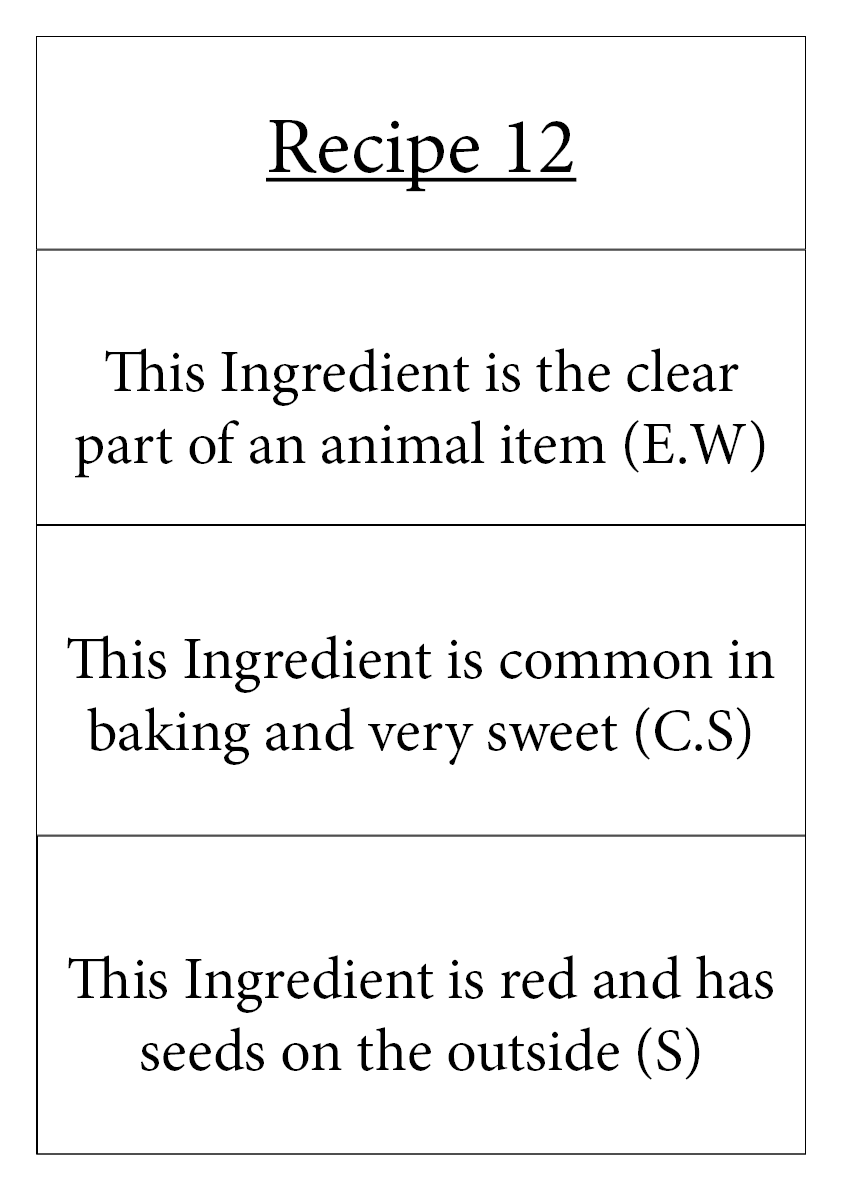 Recipe 12
This Ingredient is the clear
part of an animal item (E.W)
This Ingredient is common in
baking and very sweet (C.S)
This Ingredient is red and has
seeds on the outside (S)